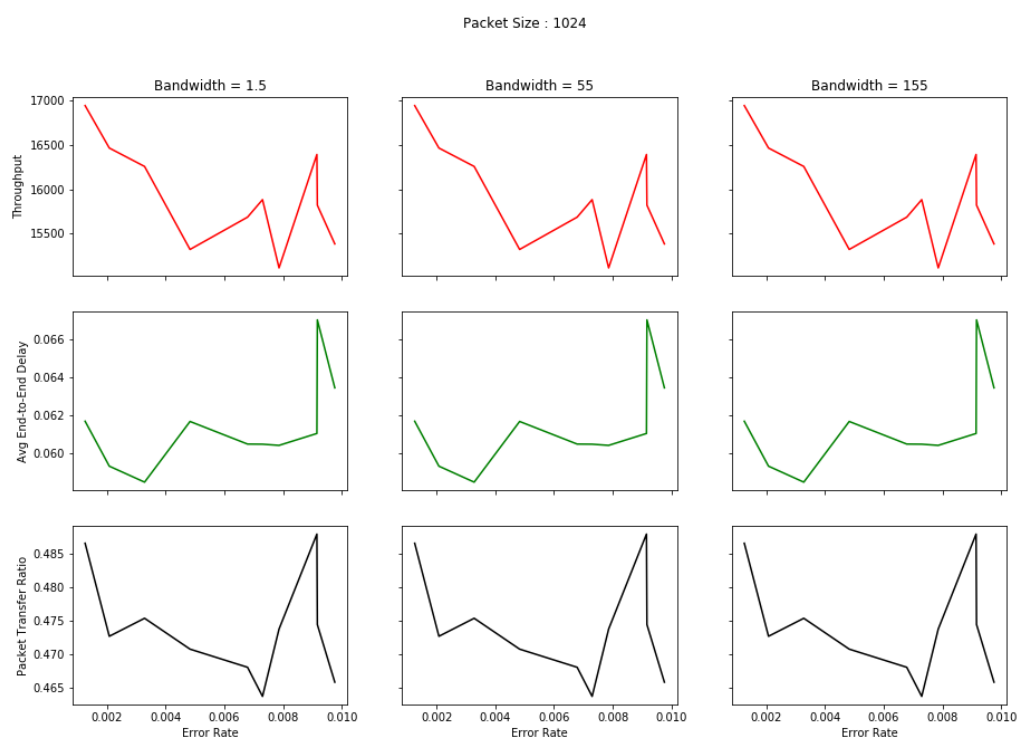 Packet Size : 1024
Bandwidth = 1.5
Bandwidth = 55
Bandwidth = 155
Throughput
17000
16500
16000
15500
Avg End-to-End Delay
0.066
0.064
0.062
0.060
Packet Transfer Ratio
0.485
0.480
0.475
0.470
0.465
0.002 0.004 0.006 0.008 0.010
Error Rate
0.002 0.004 0.006 0.008 0.010
Error Rate
0.002 0.004 0.006 0.008 0.010
Error Rate